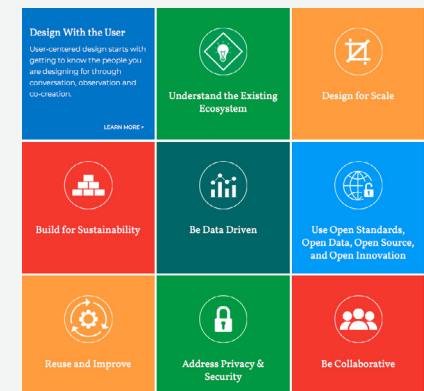 Design With the User
User-centered design starts with
getting to know the people you
are designing for through
conversation, observation and
co-creation.
LEARN MORE >
Understand the Existing
Ecosystem
Design for Scale
Build for Sustainability
Be Data Driven
Use Open Standards,
Open Data, Open Source,
and Open Innovation
Reuse and Improve
Address Privacy &
Security
Be Collaborative